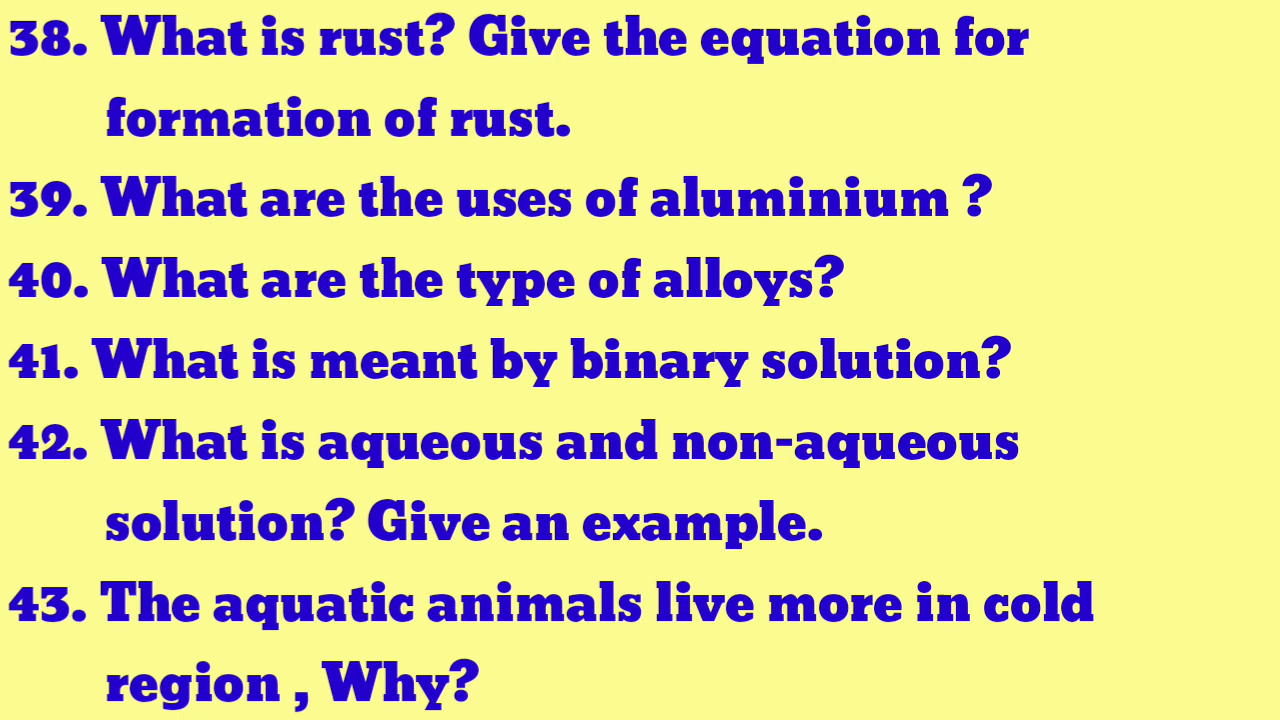 38. What is rust? Give the equation for
formation of rust.
39. What are the uses of aluminium ?
40. What are the type of alloys?
41. What is meant by binary solution?
42. What is aqueous and non-aqueous
solution? Give an example.
43. The aquatic animals live more in cold
region , Why?